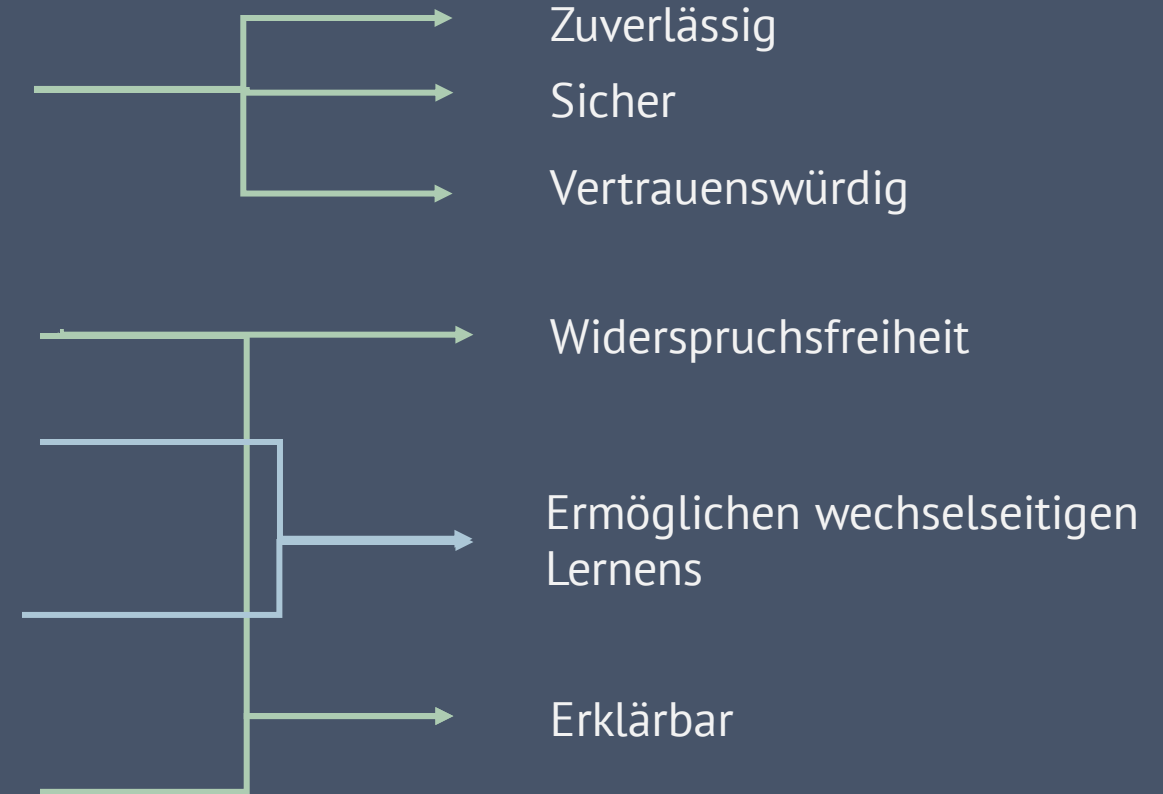 Zuverlässig
Sicher
Vertrauenswürdig
Widerspruchsfreiheit
Ermöglichen wechselseitigen
Lernens
Erklärbar